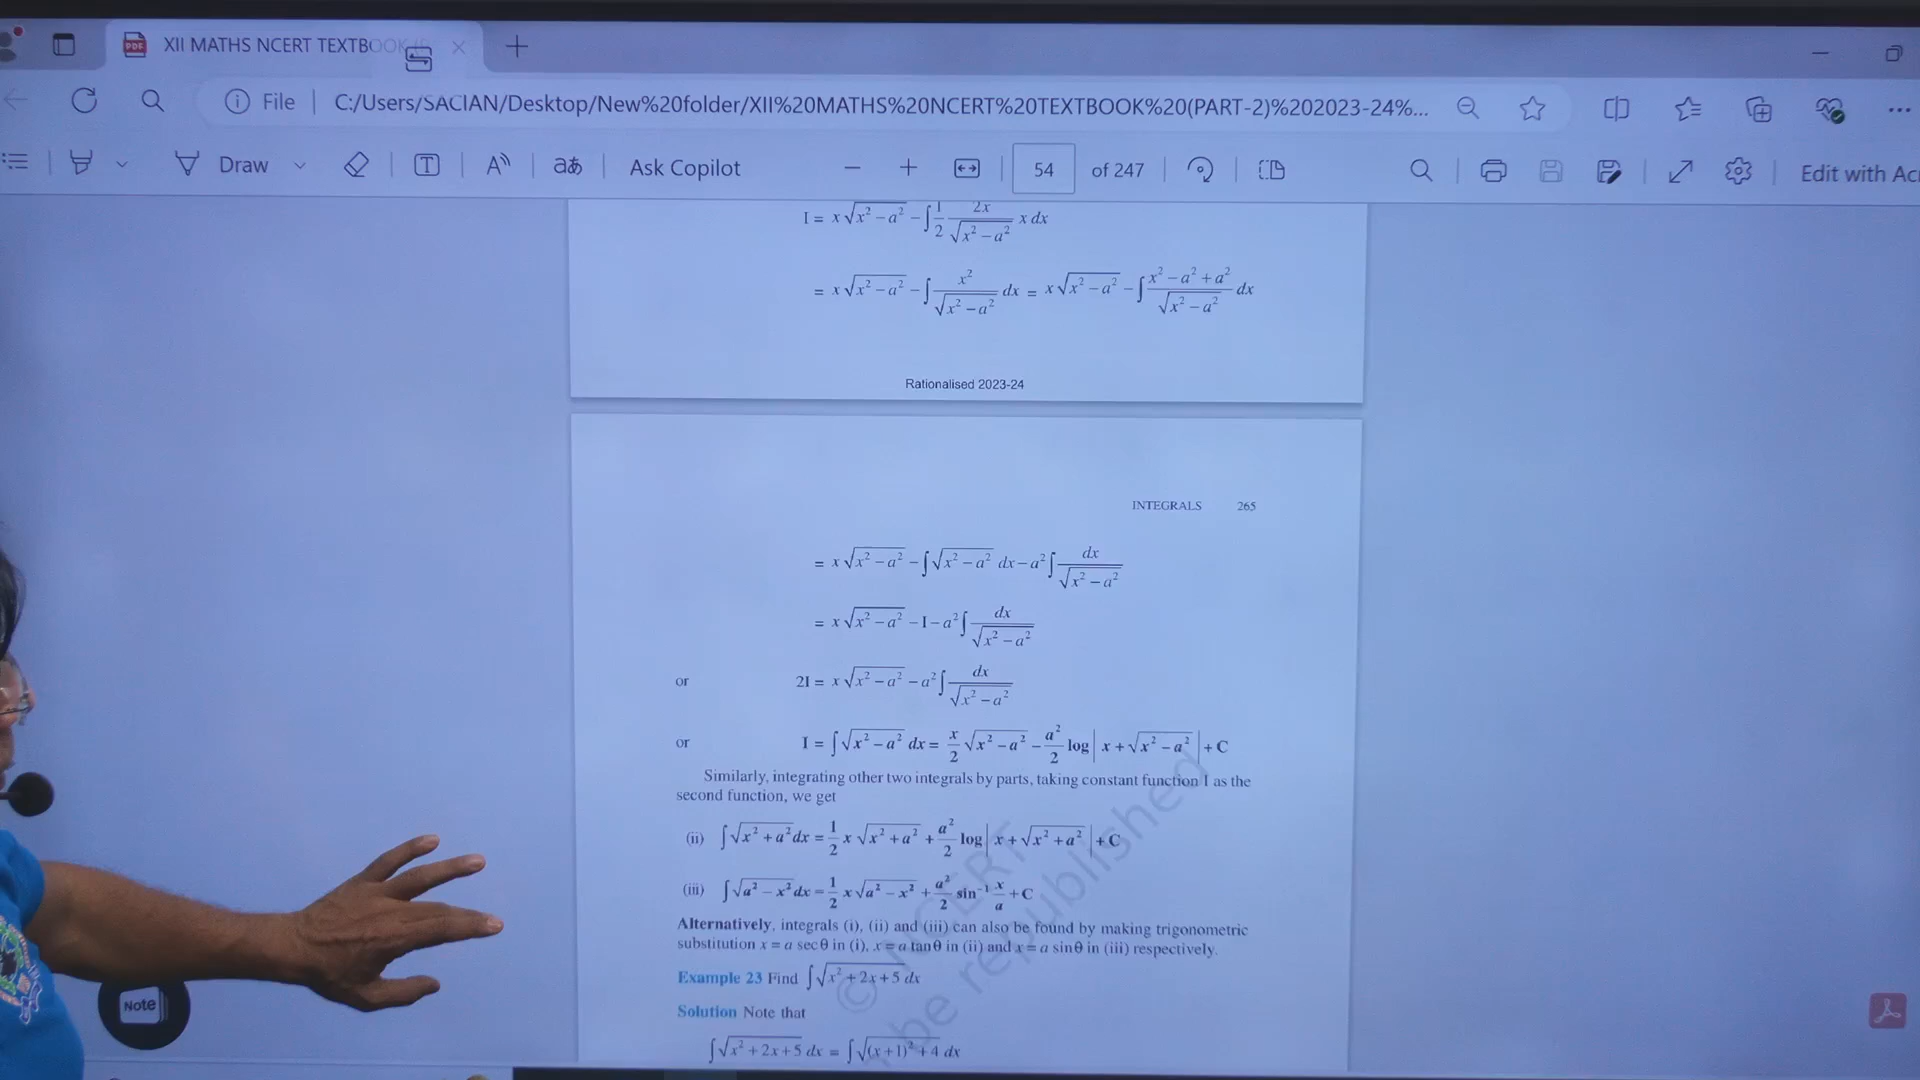 XII MATHS NCERT TEXTBOOK
File | C:/Users/SACIAN/Desktop/New%20folder/XII%20MATHS%20NCERT%20TEXTBOOK%20(PART-2)%202023-24%...
Draw T A aあ Ask Copilot − + 54 of 247 Edit with Ac
I = x√(x² − a²) − ∫ 1/2 2x/√(x² − a²) x dx
= x√(x² − a²) − ∫ x²/√(x² − a²) dx = x√(x² − a²) − ∫ (x² − a² + a²)/√(x² − a²) dx
Rationalised 2023-24
INTEGRALS 265
= x√(x² − a²) − ∫√(x² − a²) dx − a² ∫ dx/√(x² − a²)
= x√(x² − a²) − I − a² ∫ dx/√(x² − a²)
or 2I = x√(x² − a²) − a² ∫ dx/√(x² − a²)
or I = ∫√(x² − a²) dx = x/2 √(x² − a²) − a²/2 log | x + √(x² − a²) | + C
Similarly, integrating other two integrals by parts, taking constant function 1 as the
second function, we get
(ii) ∫√(x² + a²) dx = 1/2 x √(x² + a²) + a²/2 log | x + √(x² + a²) | + C
(iii) ∫√(a² − x²) dx = 1/2 x √(a² − x²) + a²/2 sin⁻¹ x/a + C
Alternatively, integrals (i), (ii) and (iii) can also be found by making trigonometric
substitution x = a secθ in (i), x = a tanθ in (ii) and x = a sinθ in (iii) respectively.
Example 23 Find ∫√(x² + 2x + 5) dx
Solution Note that
∫√(x² + 2x + 5) dx = ∫√((x + 1)² + 4) dx
© NCERT
be republished
Note